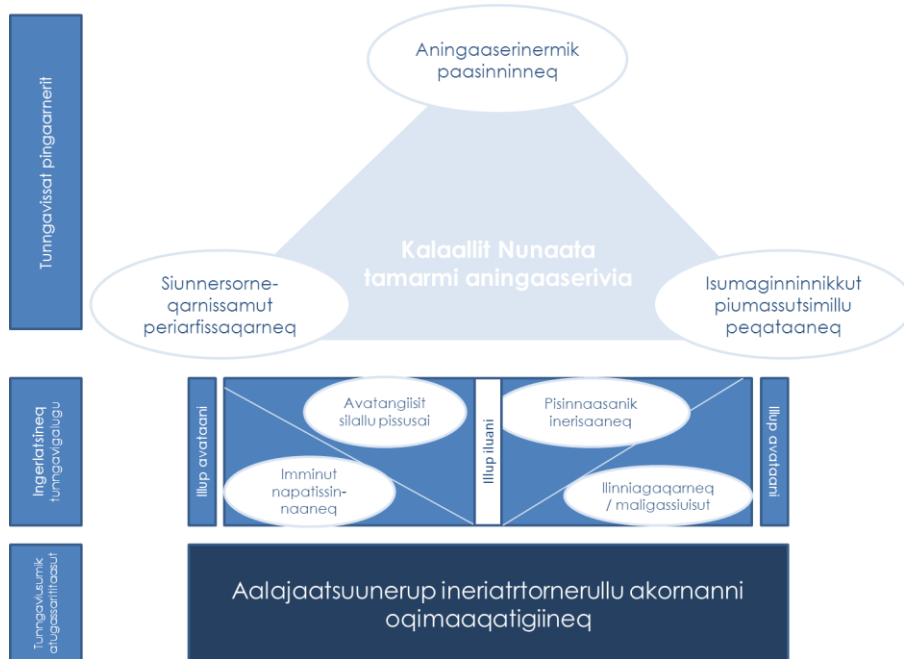 Tunngavissat pingaarnerit
Aningaaserinermik
paasinninneq
Kalaallit Nunaata
tamarmi aningaaserivia
Siunnersorne-
qarnissamut
periarfissaqarneq
Isumaginninnikkut
piumassutsimillu
peqataaneq
Ingerlatsineq
tunngavigalugu
Illup avataani
Avatangiisit
silallu pissusai
Imminut
napatissin-
naaneq
Illup iluani
Pisinnaasanik
inerisaaneq
Ilinniagaqarneq
/ maligassiuisut
Illup avataani
Tunngaviusumik
atugassarititaasut
Aalajaatsuunerup ineriatrtornerullu akornanni
oqimaaqatigiineq